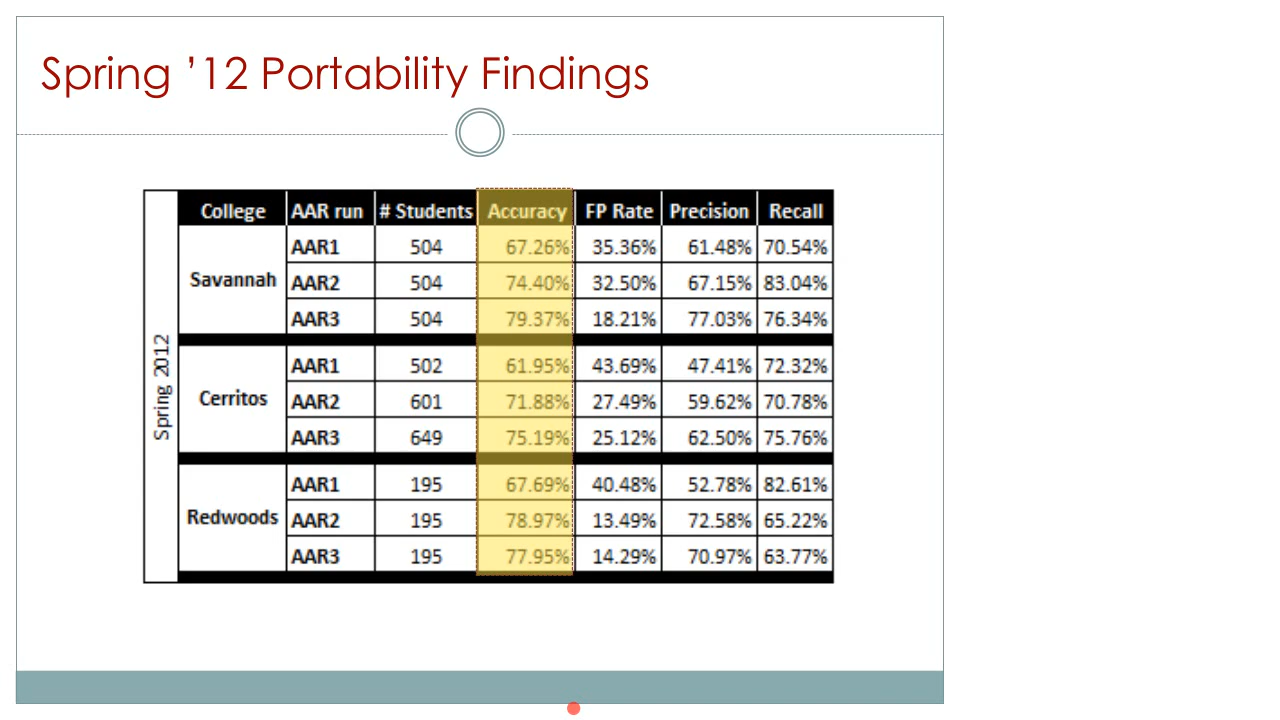 Spring ’12 Portability Findings
College AAR run # Students Accuracy FP Rate Precision Recall
Spring 2012
Savannah
AAR1 504 67.26% 35.36% 61.48% 70.54%
AAR2 504 74.40% 32.50% 67.15% 83.04%
AAR3 504 79.37% 18.21% 77.03% 76.34%
Cerritos
AAR1 502 61.95% 43.69% 47.41% 72.32%
AAR2 601 71.88% 27.49% 59.62% 70.78%
AAR3 649 75.19% 25.12% 62.50% 75.76%
Redwoods
AAR1 195 67.69% 40.48% 52.78% 82.61%
AAR2 195 78.97% 13.49% 72.58% 65.22%
AAR3 195 77.95% 14.29% 70.97% 63.77%